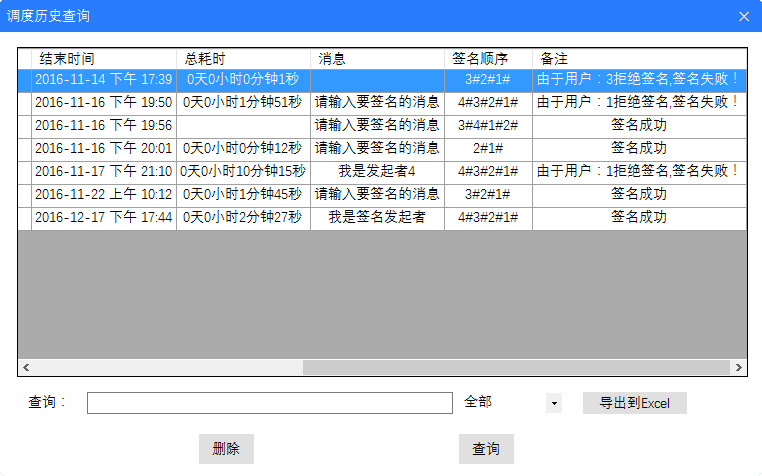 调度历史查询
结束时间 总耗时 消息 签名顺序 备注
2016-11-14 下午 17:39 0天0小时0分钟1秒 3#2#1# 由于用户：3拒绝签名,签名失败！
2016-11-16 下午 19:50 0天0小时1分钟51秒 请输入要签名的消息 4#3#2#1# 由于用户：1拒绝签名,签名失败！
2016-11-16 下午 19:56 请输入要签名的消息 3#4#1#2# 签名成功
2016-11-16 下午 20:01 0天0小时0分钟12秒 请输入要签名的消息 2#1# 签名成功
2016-11-17 下午 21:10 0天0小时10分钟15秒 我是发起者4 4#3#2#1# 由于用户：1拒绝签名,签名失败！
2016-11-22 上午 10:12 0天0小时1分钟45秒 请输入要签名的消息 3#2#1# 签名成功
2016-12-17 下午 17:44 0天0小时2分钟27秒 我是签名发起者 4#3#2#1# 签名成功
查询： 全部 导出到Excel
删除 查询